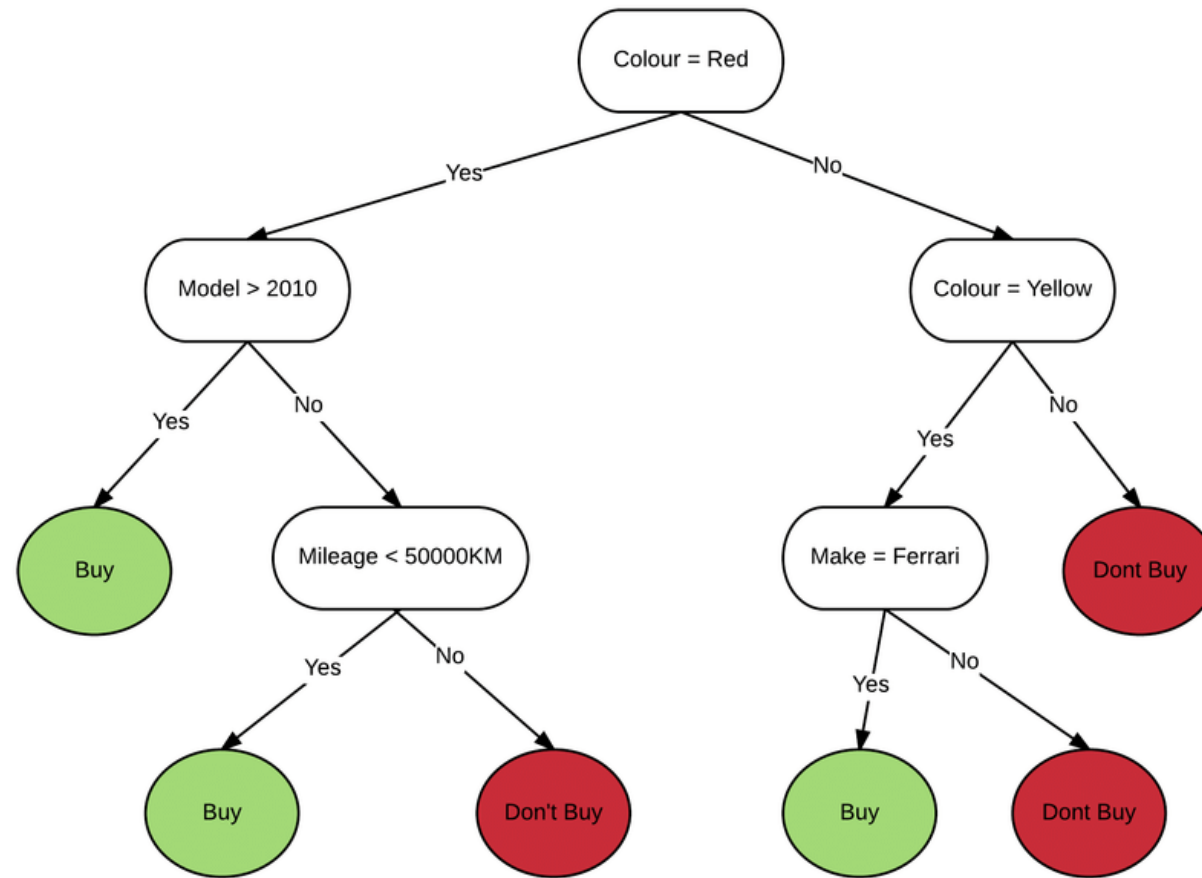 Colour = Red
Yes
No
Model > 2010
Colour = Yellow
Yes
No
Yes
No
Buy
Mileage < 50000KM
Make = Ferrari
Dont Buy
Yes
No
Yes
No
Buy
Don't Buy
Buy
Dont Buy